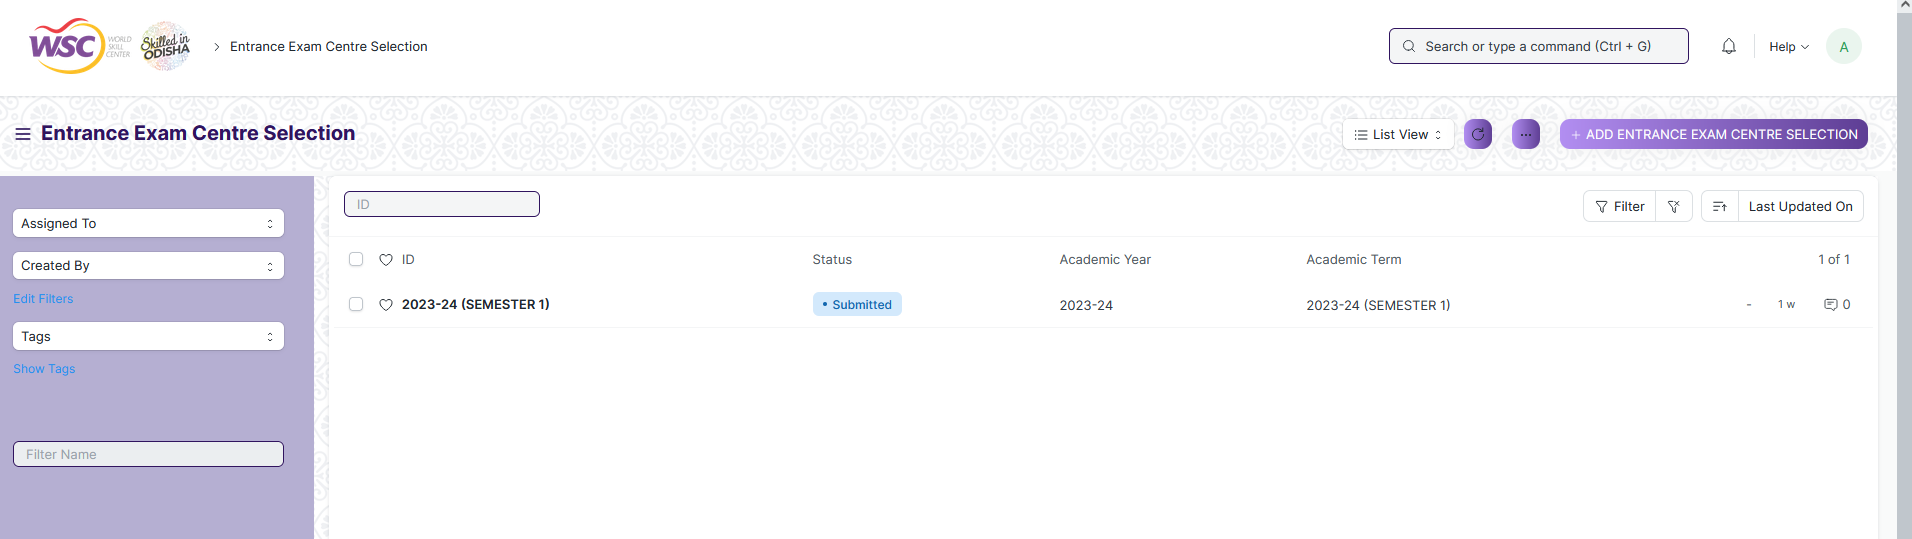 WSC WORLD SKILL CENTER
Skilled in ODISHA
Entrance Exam Centre Selection
Search or type a command (Ctrl + G)
Help
A
Entrance Exam Centre Selection
List View
+ ADD ENTRANCE EXAM CENTRE SELECTION
Assigned To
Created By
Edit Filters
Tags
Show Tags
Filter Name
ID
Filter
Last Updated On
ID Status Academic Year Academic Term 1 of 1
2023-24 (SEMESTER 1) • Submitted 2023-24 2023-24 (SEMESTER 1) - 1 w 0